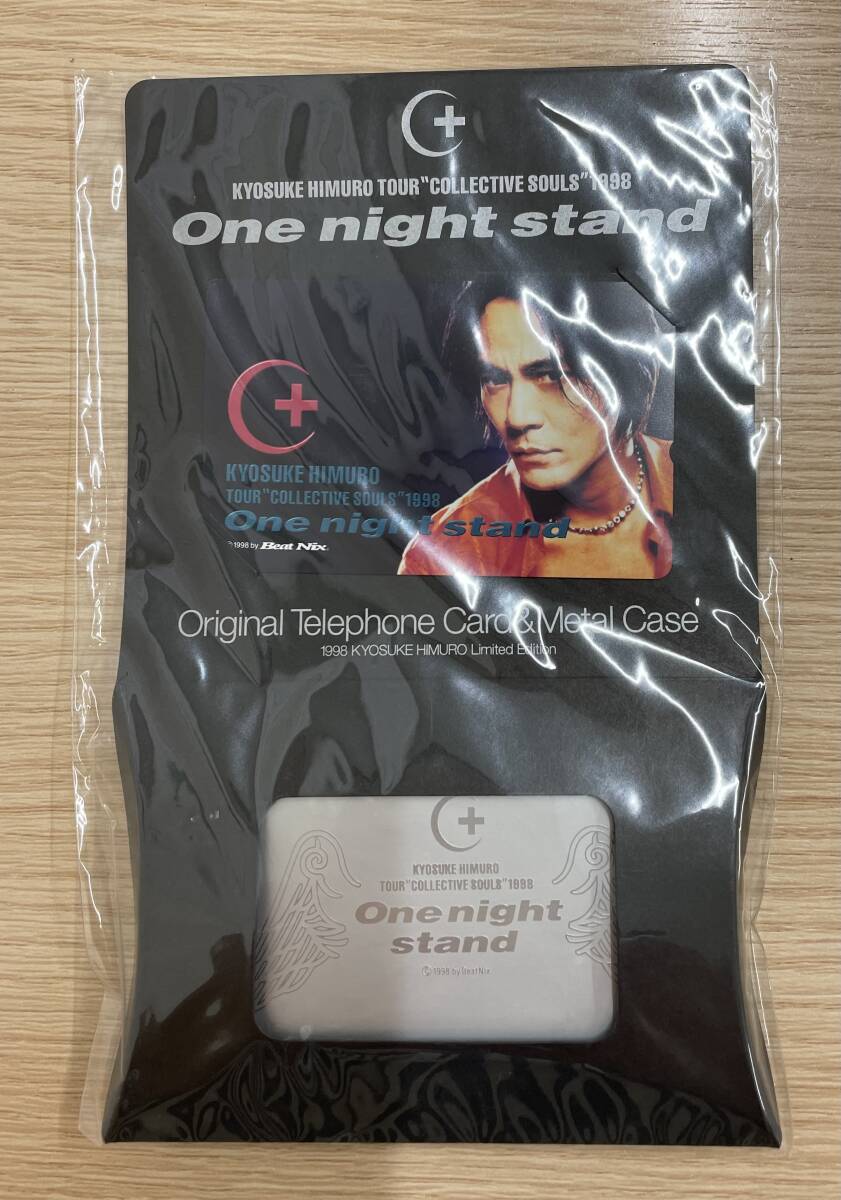 KYOSUKE HIMURO TOUR"COLLECTIVE SOULS"1998
One night stand
KYOSUKE HIMURO
TOUR"COLLECTIVE SOULS"1998
One night stand
©1998 by Beat Nix
Original Telephone Card&Metal Case
1998 KYOSUKE HIMURO Limited Edition
KYOSUKE HIMURO
TOUR"COLLECTIVE SOULS"1998
One night
stand
©1998 by Beat Nix